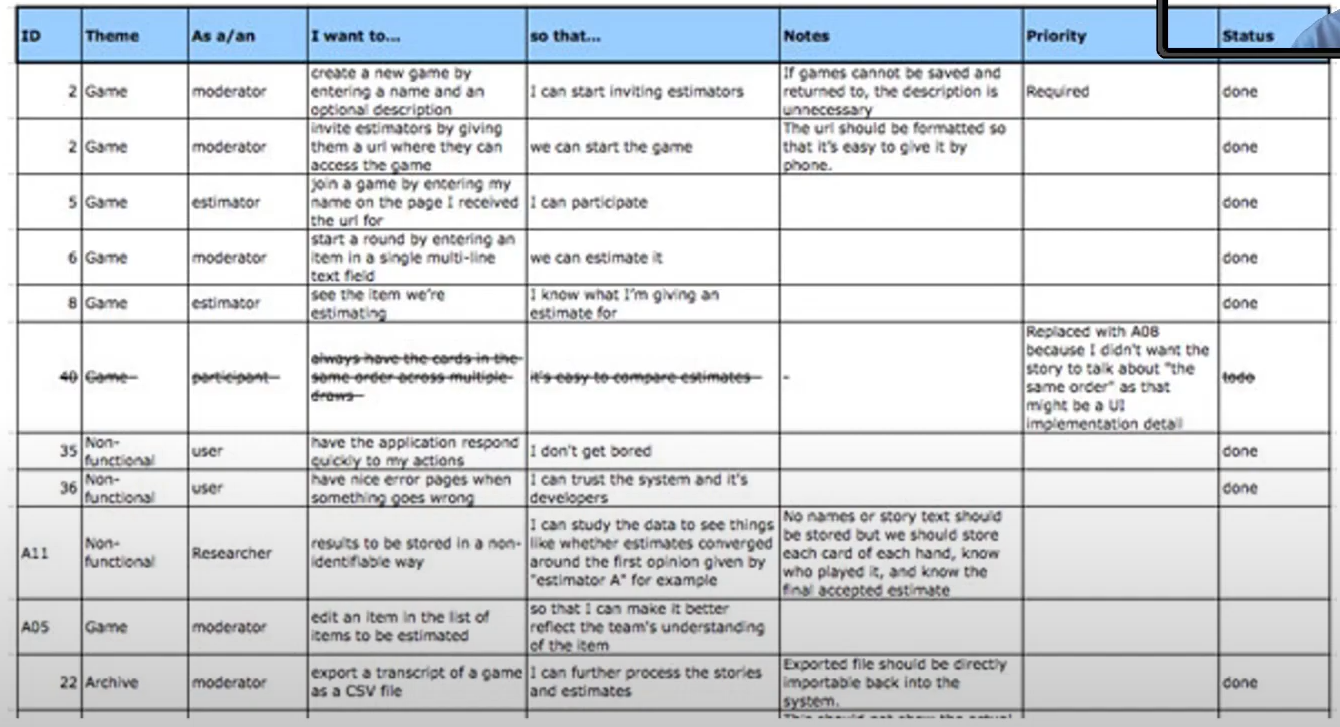 ID Theme As a/an I want to... so that... Notes Priority Status
2 Game moderator create a new game by entering a name and an optional description I can start inviting estimators If games cannot be saved and returned to, the description is unnecessary Required done
2 Game moderator invite estimators by giving them a url where they can access the game we can start the game The url should be formatted so that it's easy to give it by phone. done
5 Game estimator join a game by entering my name on the page I received the url for I can participate done
6 Game moderator start a round by entering an item in a single multi-line text field we can estimate it done
8 Game estimator see the item we're estimating I know what I'm giving an estimate for done
40 Game participant always have the cards in the same order across multiple draws it's easy to compare estimates - Replaced with A08 because I didn't want the story to talk about "the same order" as that might be a UI implementation detail todo
35 Non-functional user have the application respond quickly to my actions I don't get bored done
36 Non-functional user have nice error pages when something goes wrong I can trust the system and it's developers done
A11 Non-functional Researcher results to be stored in a non-identifiable way I can study the data to see things like whether estimates converged around the first opinion given by "estimator A" for example No names or story text should be stored but we should store each card of each hand, know who played it, and know the final accepted estimate
A05 Game moderator edit an item in the list of items to be estimated so that I can make it better reflect the team's understanding of the item
22 Archive moderator export a transcript of a game as a CSV file I can further process the stories and estimates Exported file should be directly importable back into the system. done